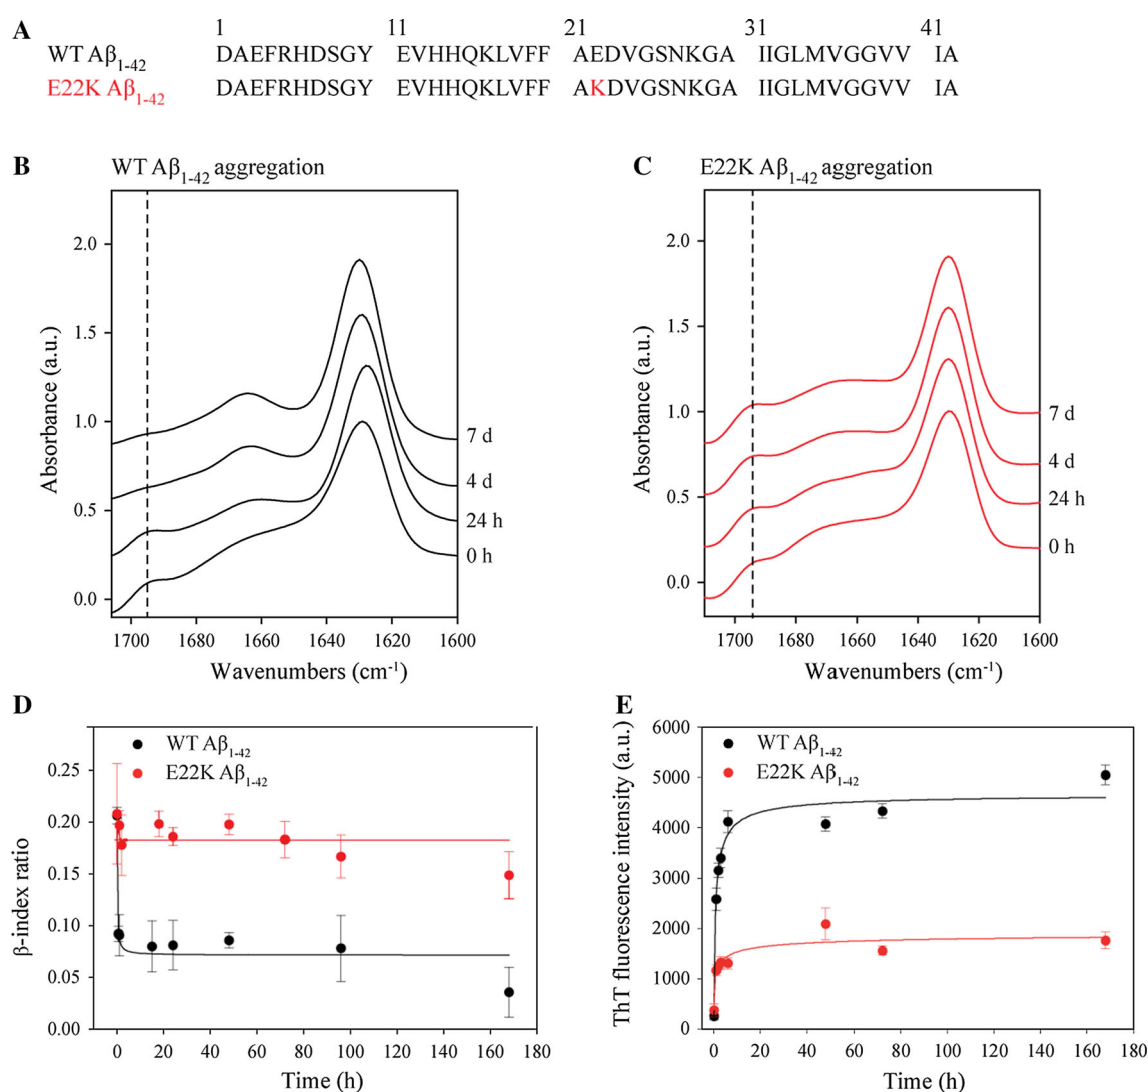 A
1 11 21 31 41
WT Aβ1-42 DAEFRHDSGY EVHHQKLVFF AEDVGSNKGA IIGLMVGGVV IA
E22K Aβ1-42 DAEFRHDSGY EVHHQKLVFF AKDVGSNKGA IIGLMVGGVV IA
B WT Aβ1-42 aggregation
Absorbance (a.u.)
2.0
1.5
1.0
0.5
0.0
7 d
4 d
24 h
0 h
1700 1680 1660 1640 1620 1600
Wavenumbers (cm-1)
C E22K Aβ1-42 aggregation
Absorbance (a.u.)
2.0
1.5
1.0
0.5
0.0
7 d
4 d
24 h
0 h
1700 1680 1660 1640 1620 1600
Wavenumbers (cm-1)
D
WT Aβ1-42
E22K Aβ1-42
β-index ratio
0.25
0.20
0.15
0.10
0.05
0.00
0 20 40 60 80 100 120 140 160 180
Time (h)
E
WT Aβ1-42
E22K Aβ1-42
ThT fluorescence intensity (a.u.)
6000
5000
4000
3000
2000
1000
0
0 20 40 60 80 100 120 140 160 180
Time (h)